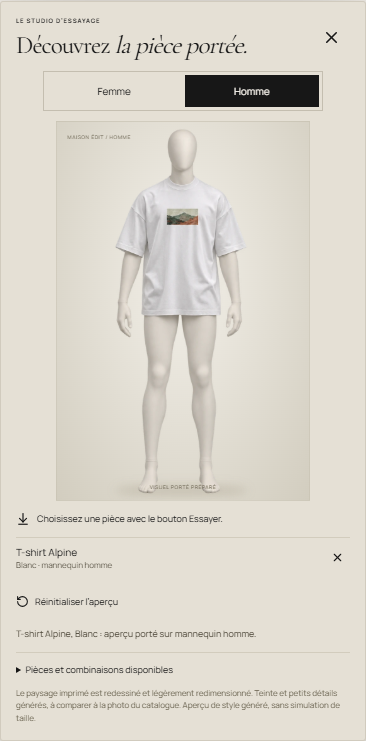 LE STUDIO D'ESSAYAGE
Découvrez la pièce portée.
Femme
Homme
MAISON ÉDIT / HOMME
VISUEL PORTÉ PRÉPARÉ
Choisissez une pièce avec le bouton Essayer.
T-shirt Alpine
Blanc · mannequin homme
Réinitialiser l'aperçu
T-shirt Alpine, Blanc : aperçu porté sur mannequin homme.
Pièces et combinaisons disponibles
Le paysage imprimé est redessiné et légèrement redimensionné. Teinte et petits détails
générés, à comparer à la photo du catalogue. Aperçu de style généré, sans simulation de
taille.